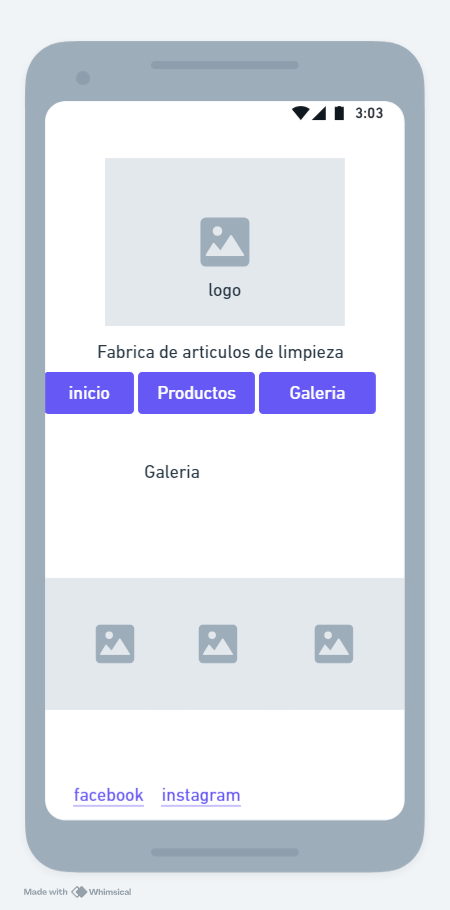 3:03
logo
Fabrica de articulos de limpieza
inicio Productos Galeria
Galeria
facebook instagram
Made with Whimsical